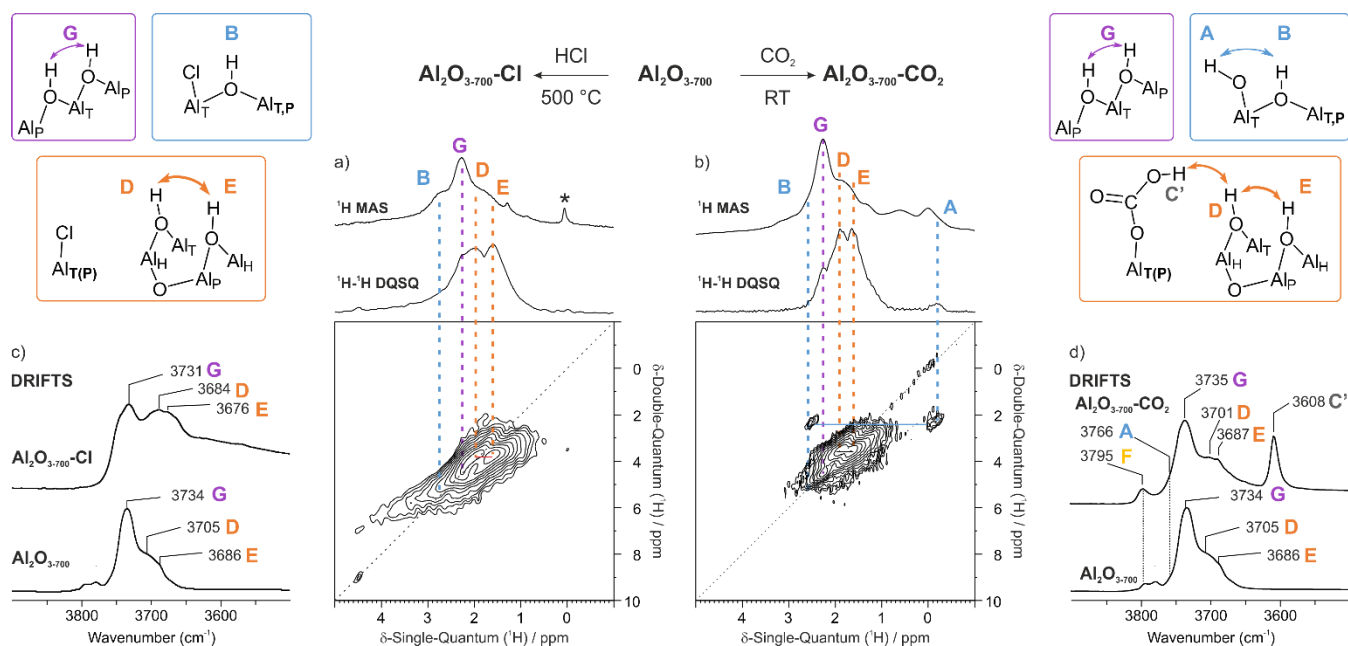 G
H
H
O
O
Al_P
Al_T
Al_P
B
Cl
H
O
Al_T
Al_T,P
D
E
Cl
Al_T(P)
H
H
O
O
Al_T
Al_H
Al_H
Al_P
O
Al₂O₃₋₇₀₀-Cl
HCl
500 °C
Al₂O₃₋₇₀₀
CO₂
RT
Al₂O₃₋₇₀₀-CO₂
G
H
H
O
O
Al_P
Al_T
Al_P
A
B
H
H
O
O
Al_T
Al_T,P
O
H
C'
O
C
O
Al_T(P)
D
E
H
H
O
O
Al_T
Al_H
Al_H
Al_P
O
a)
G
B
D
E
*
¹H MAS
¹H-¹H DQSQ
0
2
4
6
8
10
δ-Double-Quantum (¹H) / ppm
5 4 3 2 1 0
δ-Single-Quantum (¹H) / ppm
b)
G
B
D
E
A
¹H MAS
¹H-¹H DQSQ
0
2
4
6
8
10
δ-Double-Quantum (¹H) / ppm
5 4 3 2 1 0
δ-Single-Quantum (¹H) / ppm
c)
DRIFTS
3731 G
3684 D
3676 E
Al₂O₃₋₇₀₀-Cl
3734 G
3705 D
3686 E
Al₂O₃₋₇₀₀
3800 3700 3600
Wavenumber (cm⁻¹)
d)
DRIFTS
Al₂O₃₋₇₀₀-CO₂
3735 G
3701 D
3687 E
3608 C'
3766 A
3795 F
3734 G
3705 D
3686 E
Al₂O₃₋₇₀₀
3800 3700 3600
Wavenumber (cm⁻¹)